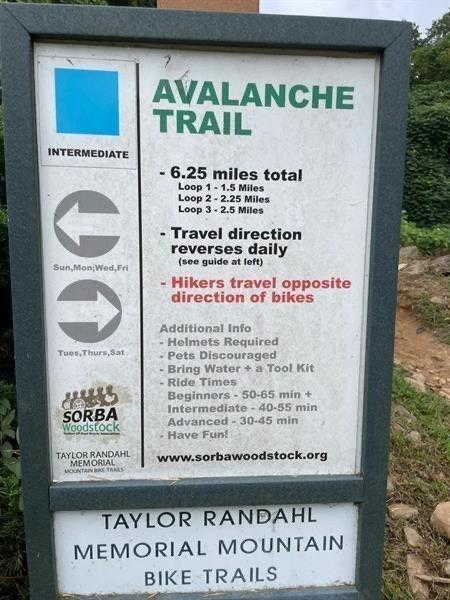 INTERMEDIATE
Sun,Mon,Wed,Fri
Tues,Thurs,Sat
SORBA
Woodstock
TAYLOR RANDAHL
MEMORIAL
MOUNTAIN BIKE TRAILS
AVALANCHE
TRAIL
- 6.25 miles total
Loop 1 - 1.5 Miles
Loop 2 - 2.25 Miles
Loop 3 - 2.5 Miles
- Travel direction
reverses daily
(see guide at left)
- Hikers travel opposite
direction of bikes
Additional Info
- Helmets Required
- Pets Discouraged
- Bring Water + a Tool Kit
- Ride Times
Beginners - 50-65 min +
Intermediate - 40-55 min
Advanced - 30-45 min
- Have Fun!
www.sorbawoodstock.org
TAYLOR RANDAHL
MEMORIAL MOUNTAIN
BIKE TRAILS